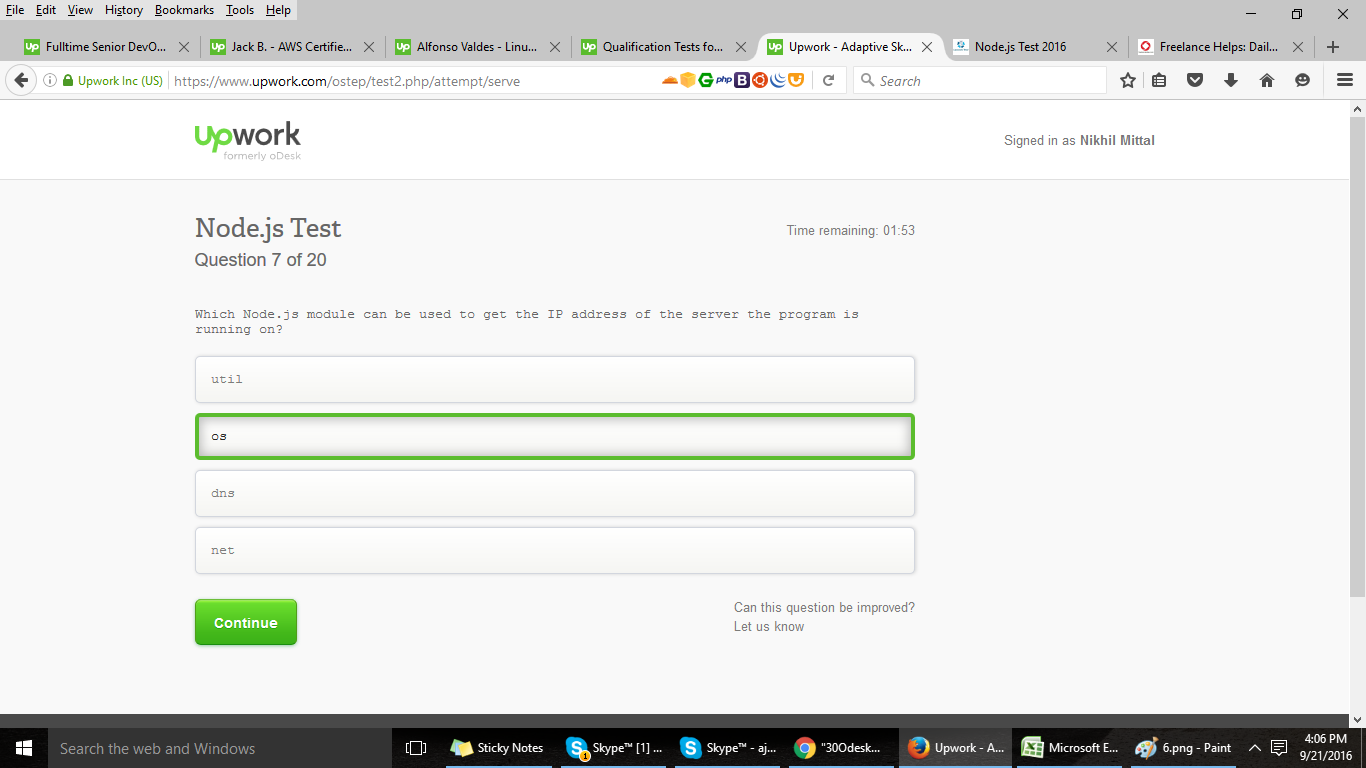 File Edit View History Bookmarks Tools Help
Fulltime Senior DevO... Jack B. - AWS Certifie... Alfonso Valdes - Linu... Qualification Tests fo... Upwork - Adaptive Sk... Node.js Test 2016 Freelance Helps: Dail...
Upwork Inc (US) https://www.upwork.com/ostep/test2.php/attempt/serve php B Search
upwork
formerly oDesk
Signed in as Nikhil Mittal
Node.js Test
Time remaining: 01:53
Question 7 of 20
Which Node.js module can be used to get the IP address of the server the program is
running on?
util
os
dns
net
Continue
Can this question be improved?
Let us know
Search the web and Windows Sticky Notes Skype™ [1] ... Skype™ - aj... "30Odesk... Upwork - A... Microsoft E... 6.png - Paint
4:06 PM
9/21/2016